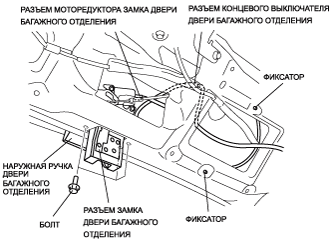 РАЗЪЕМ МОТОРЕДУКТОРА ЗАМКА ДВЕРИ
БАГАЖНОГО ОТДЕЛЕНИЯ
РАЗЪЕМ КОНЦЕВОГО ВЫКЛЮЧАТЕЛЯ
ДВЕРИ БАГАЖНОГО ОТДЕЛЕНИЯ
ФИКСАТОР
НАРУЖНАЯ РУЧКА
ДВЕРИ
БАГАЖНОГО
ОТДЕЛЕНИЯ
БОЛТ
РАЗЪЕМ ЗАМКА
ДВЕРИ БАГАЖНОГО
ОТДЕЛЕНИЯ
ФИКСАТОР